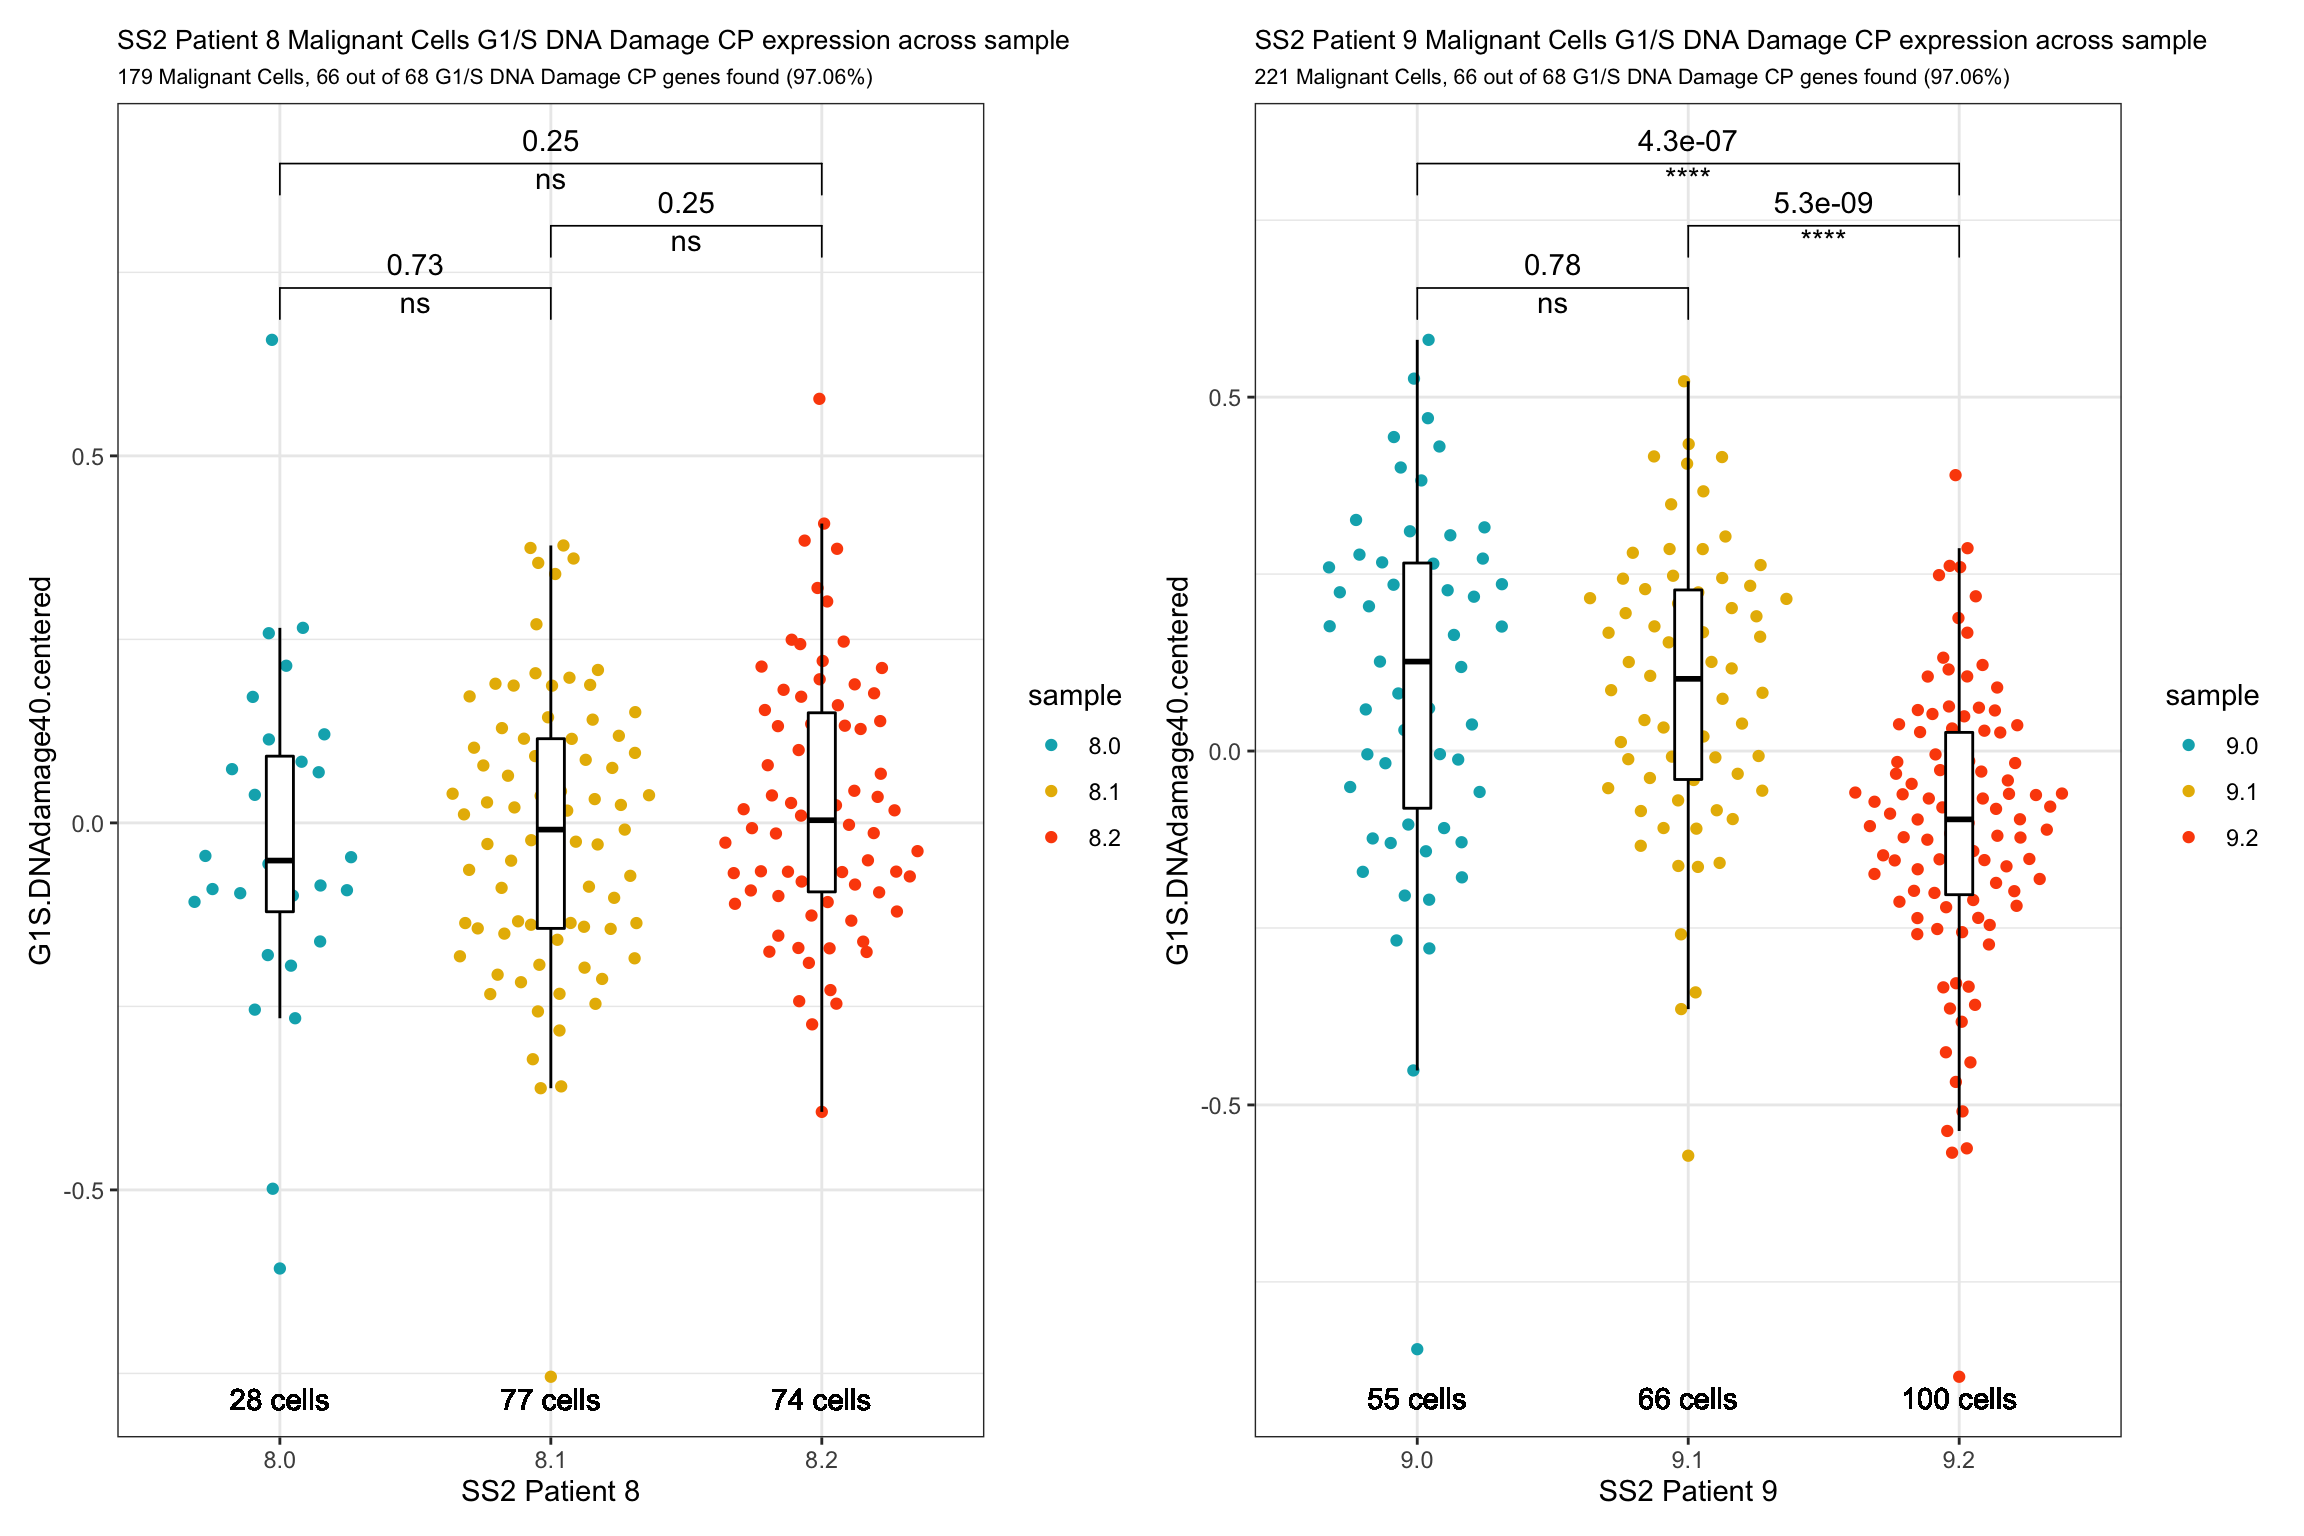 SS2 Patient 8 Malignant Cells G1/S DNA Damage CP expression across sample
179 Malignant Cells, 66 out of 68 G1/S DNA Damage CP genes found (97.06%)
0.25
ns
0.25
ns
0.73
ns
0.5
0.0
-0.5
G1S.DNAdamage40.centered
28 cells
77 cells
74 cells
8.0
8.1
8.2
SS2 Patient 8
sample
8.0
8.1
8.2
SS2 Patient 9 Malignant Cells G1/S DNA Damage CP expression across sample
221 Malignant Cells, 66 out of 68 G1/S DNA Damage CP genes found (97.06%)
4.3e-07
****
5.3e-09
****
0.78
ns
0.5
0.0
-0.5
G1S.DNAdamage40.centered
55 cells
66 cells
100 cells
9.0
9.1
9.2
SS2 Patient 9
sample
9.0
9.1
9.2